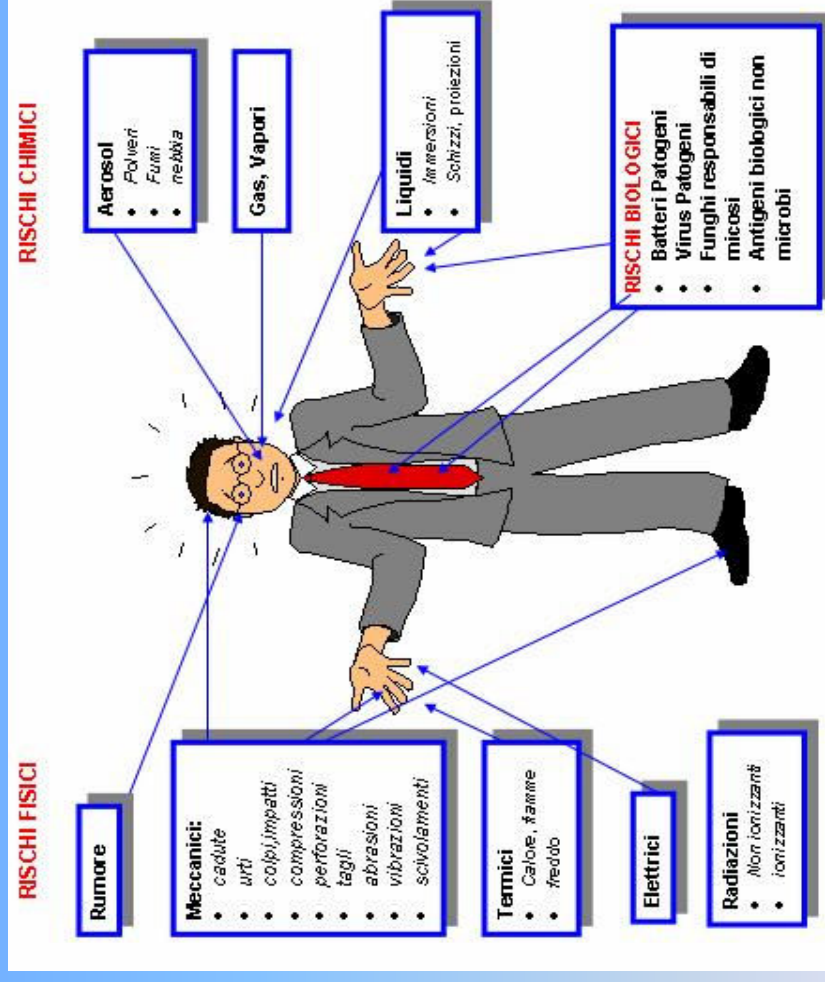 RISCHI FISICI
Rumore
Meccanici:
• cadute
• urti
• colpi,impatti
• compressioni
• perforazioni
• tagli
• abrasioni
• vibrazioni
• scivolamenti
Termici
• Calore, fiamme
• freddo
Elettrici
Radiazioni
• Non ionizzanti
• ionizzanti
RISCHI CHIMICI
Aerosol
• Polveri
• Fumi
• nebbia
Gas, Vapori
Liquidi
• Immersioni
• Schizzi, proiezioni
RISCHI BIOLOGICI
• Batteri Patogeni
• Virus Patogeni
• Funghi responsabili di
micosi
• Antigeni biologici non
microbi